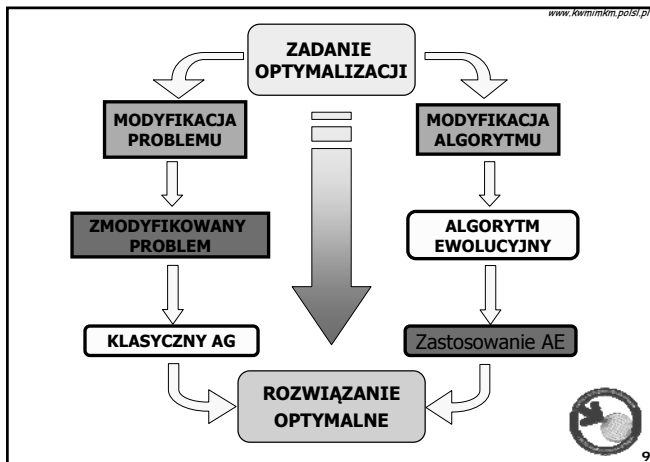 www.kwmimkm.polsl.pl
ZADANIE
OPTYMALIZACJI
MODYFIKACJA
PROBLEMU
MODYFIKACJA
ALGORYTMU
ZMODYFIKOWANY
PROBLEM
ALGORYTM
EWOLUCYJNY
KLASYCZNY AG
Zastosowanie AE
ROZWIĄZANIE
OPTYMALNE
9